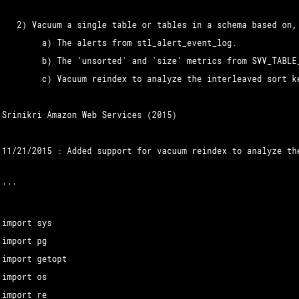 2) Vacuum a single table or tables in a schema based on,
a) The alerts from stl_alert_event_log.
b) The 'unsorted' and 'size' metrics from SVV_TABLE_
c) Vacuum reindex to analyze the interleaved sort ke
Srinikri Amazon Web Services (2015)
11/21/2015 : Added support for vacuum reindex to analyze the
...
import sys
import pg
import getopt
import os
import re